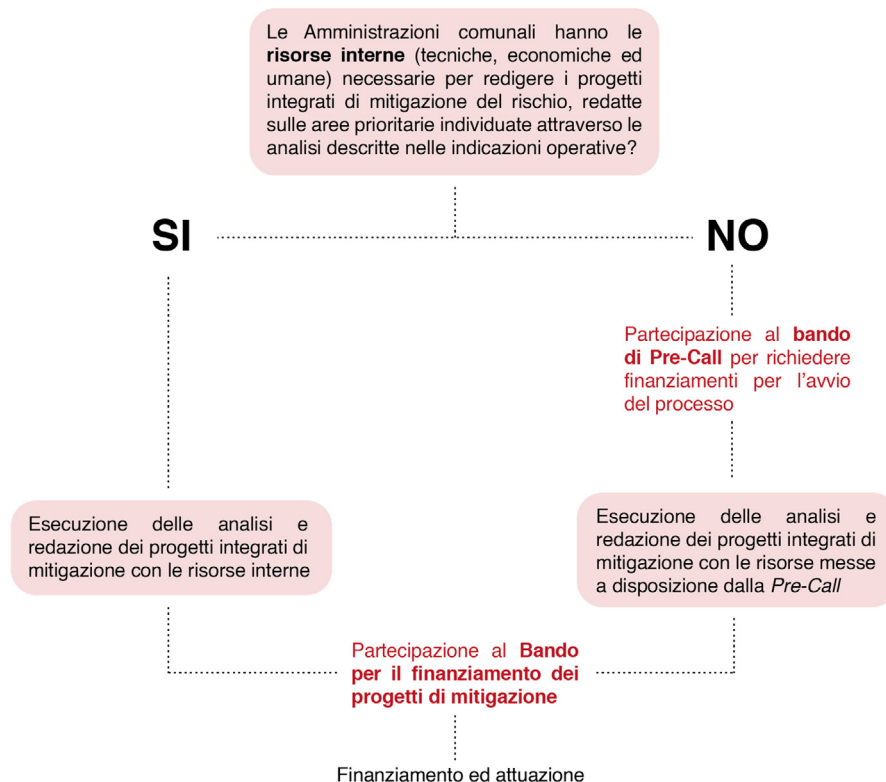 Le Amministrazioni comunali hanno le
risorse interne (tecniche, economiche ed
umane) necessarie per redigere i progetti
integrati di mitigazione del rischio, redatte
sulle aree prioritarie individuate attraverso le
analisi descritte nelle indicazioni operative?
SI
NO
Partecipazione al bando
di Pre-Call per richiedere
finanziamenti per l'avvio
del processo
Esecuzione delle analisi e
redazione dei progetti integrati di
mitigazione con le risorse interne
Esecuzione delle analisi e
redazione dei progetti integrati di
mitigazione con le risorse messe
a disposizione dalla Pre-Call
Partecipazione al Bando
per il finanziamento dei
progetti di mitigazione
Finanziamento ed attuazione